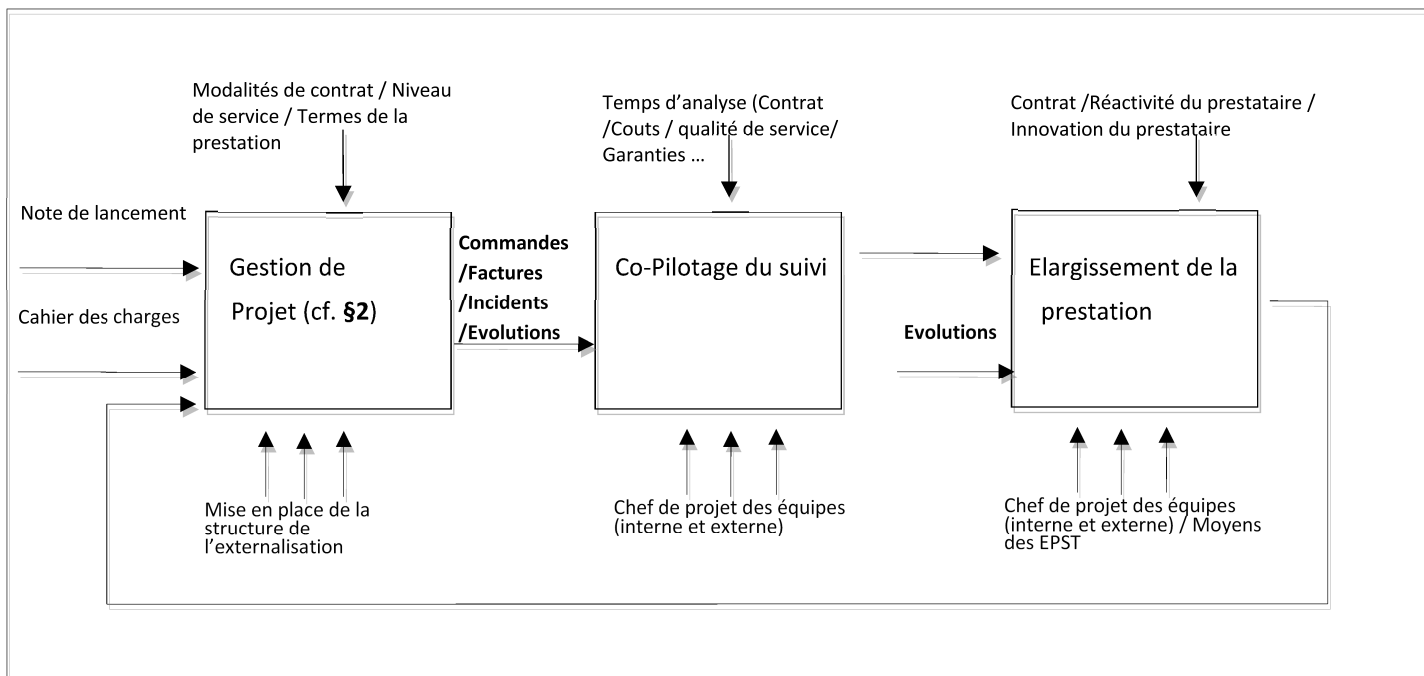 Modalités de contrat / Niveau
de service / Termes de la
prestation
Temps d'analyse (Contrat
/Couts / qualité de service/
Garanties ...
Contrat /Réactivité du prestataire /
Innovation du prestataire
Note de lancement
Cahier des charges
Gestion de
Projet (cf. §2)
Commandes
/Factures
/Incidents
/Evolutions
Co-Pilotage du suivi
Evolutions
Elargissement de la
prestation
Mise en place de la
structure de
l'externalisation
Chef de projet des équipes
(interne et externe)
Chef de projet des équipes
(interne et externe) / Moyens
des EPST